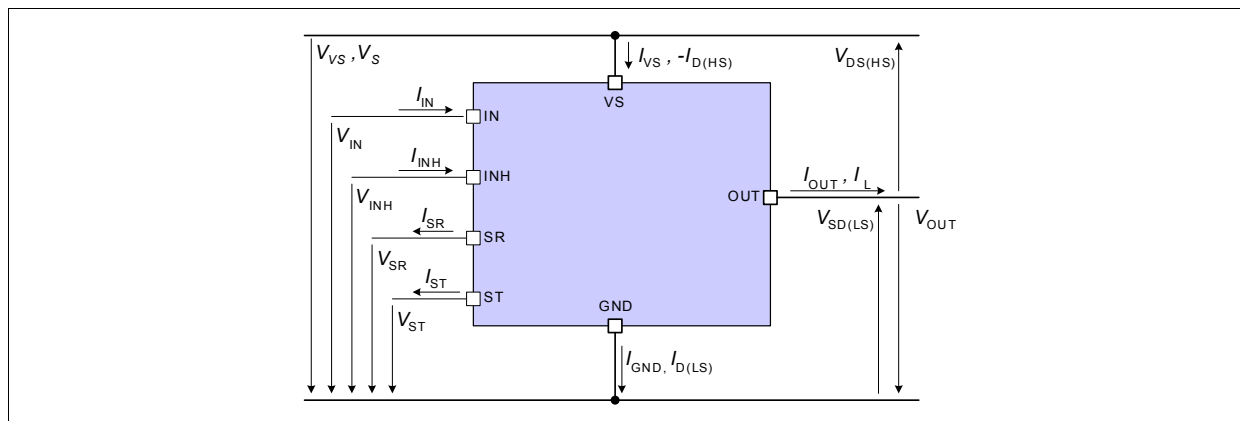 V_VS , V_S
I_VS , -I_D(HS)
V_DS(HS)
VS
I_IN
IN
V_IN
I_INH
INH
V_INH
I_OUT , I_L
OUT
V_SD(LS)
V_OUT
I_SR
SR
V_SR
I_ST
ST
V_ST
GND
I_GND, I_D(LS)